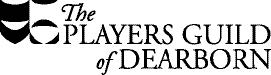 The
PLAYERS GUILD
of DEARBORN